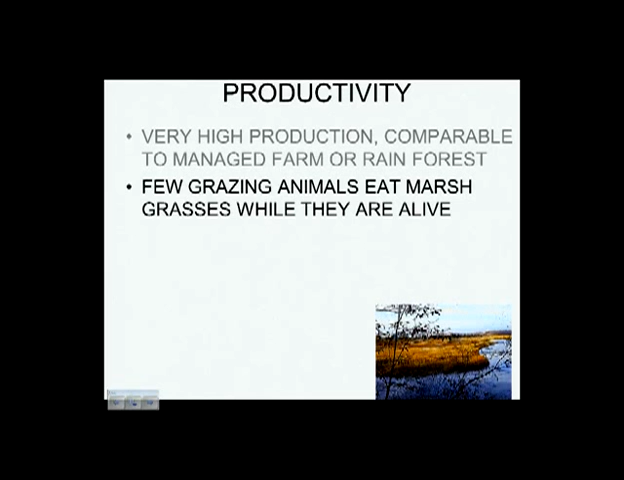 PRODUCTIVITY
• VERY HIGH PRODUCTION, COMPARABLE
TO MANAGED FARM OR RAIN FOREST
• FEW GRAZING ANIMALS EAT MARSH
GRASSES WHILE THEY ARE ALIVE